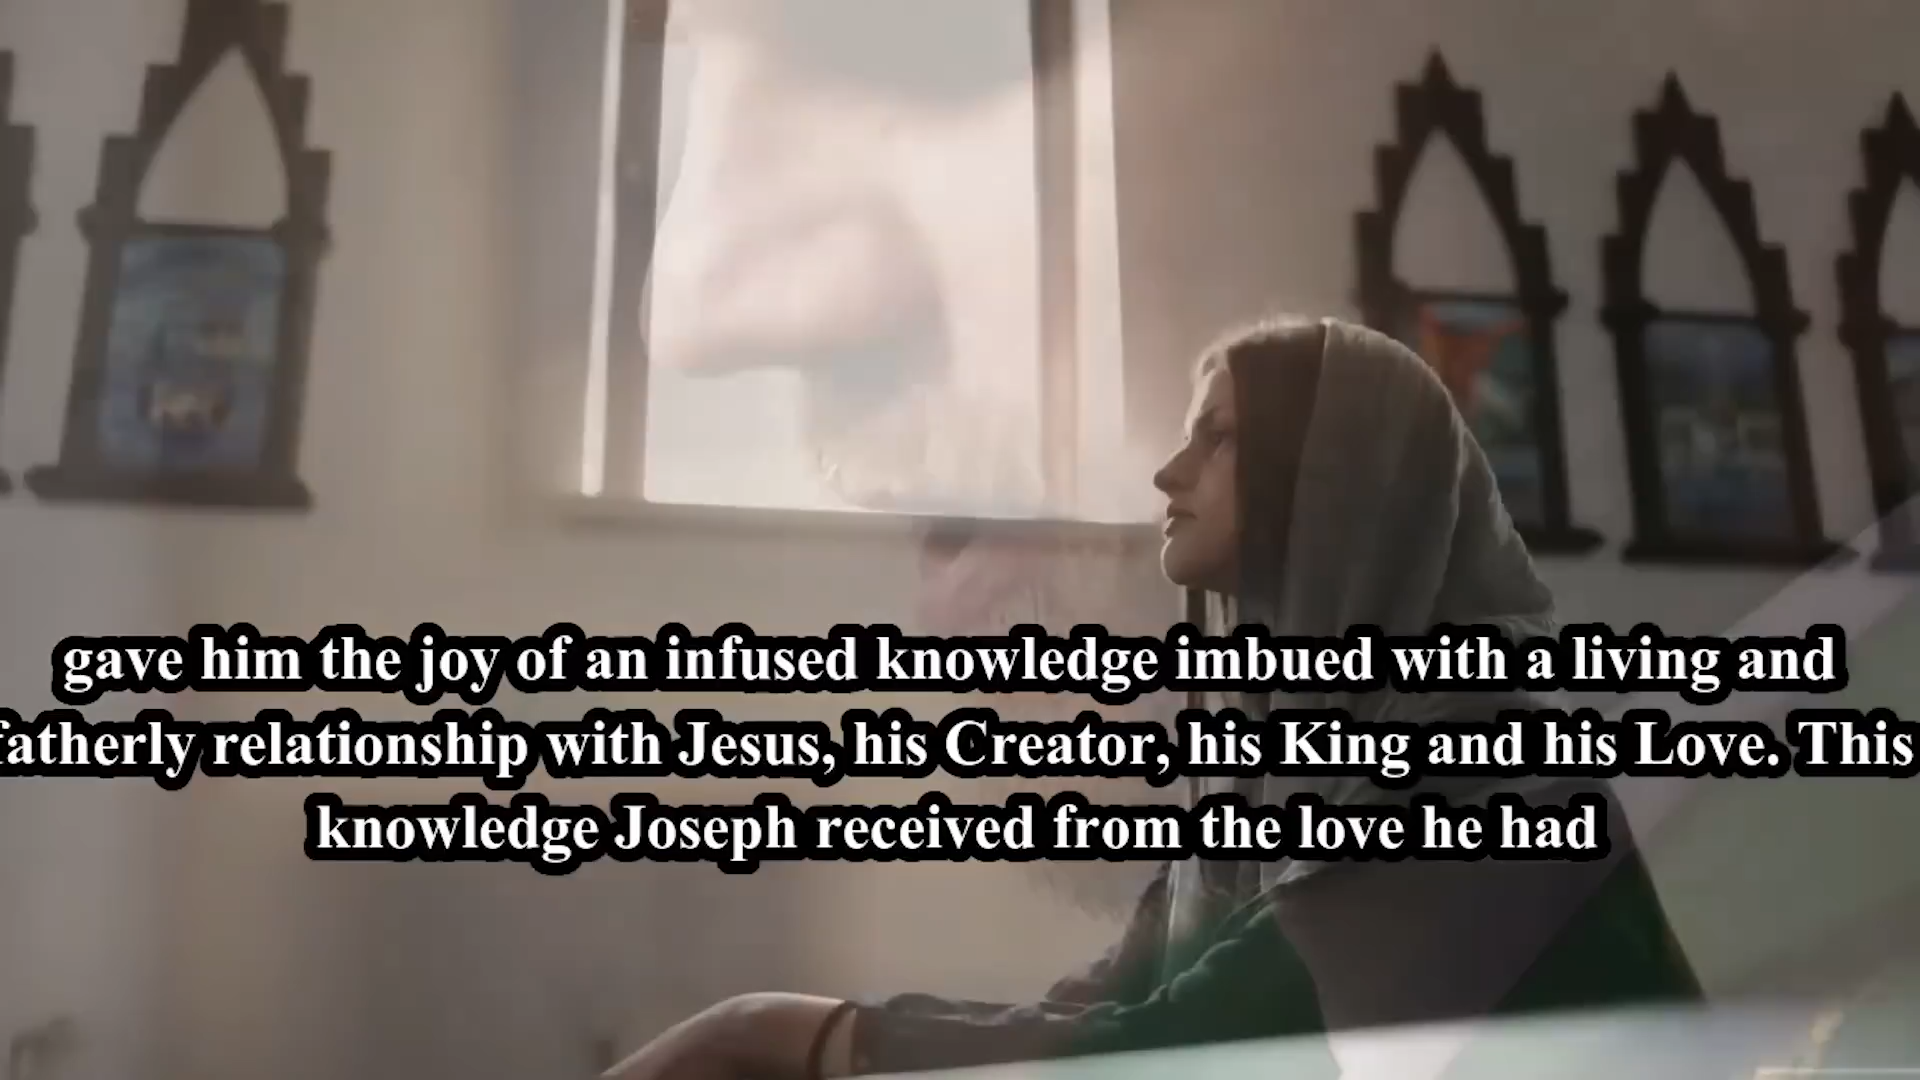 gave him the joy of an infused knowledge imbued with a living and
fatherly relationship with Jesus, his Creator, his King and his Love. This
knowledge Joseph received from the love he had